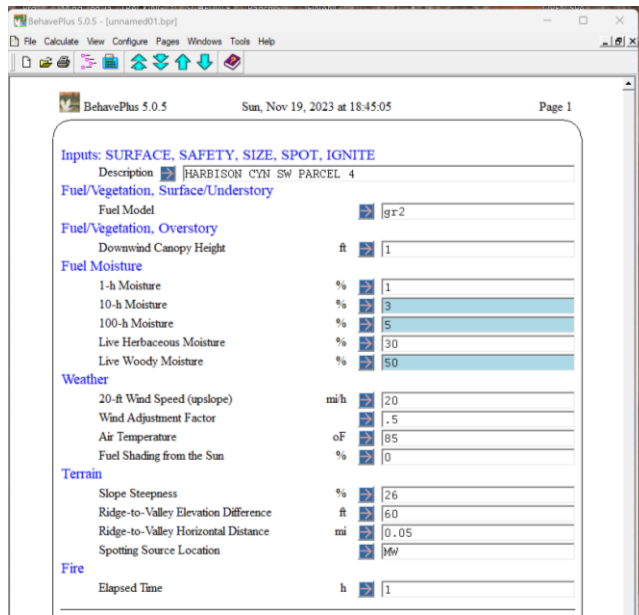 BehavePlus 5.0.5 - [unnamed01.bpr]
File Calculate View Configure Pages Windows Tools Help
BehavePlus 5.0.5 Sun, Nov 19, 2023 at 18:45:05 Page 1
Inputs: SURFACE, SAFETY, SIZE, SPOT, IGNITE
Description HARBISON CYN SW PARCEL 4
Fuel/Vegetation, Surface/Understory
Fuel Model gr2
Fuel/Vegetation, Overstory
Downwind Canopy Height ft 1
Fuel Moisture
1-h Moisture % 1
10-h Moisture % 3
100-h Moisture % 5
Live Herbaceous Moisture % 30
Live Woody Moisture % 50
Weather
20-ft Wind Speed (upslope) mi/h 20
Wind Adjustment Factor .5
Air Temperature oF 85
Fuel Shading from the Sun % 0
Terrain
Slope Steepness % 26
Ridge-to-Valley Elevation Difference ft 60
Ridge-to-Valley Horizontal Distance mi 0.05
Spotting Source Location MW
Fire
Elapsed Time h 1